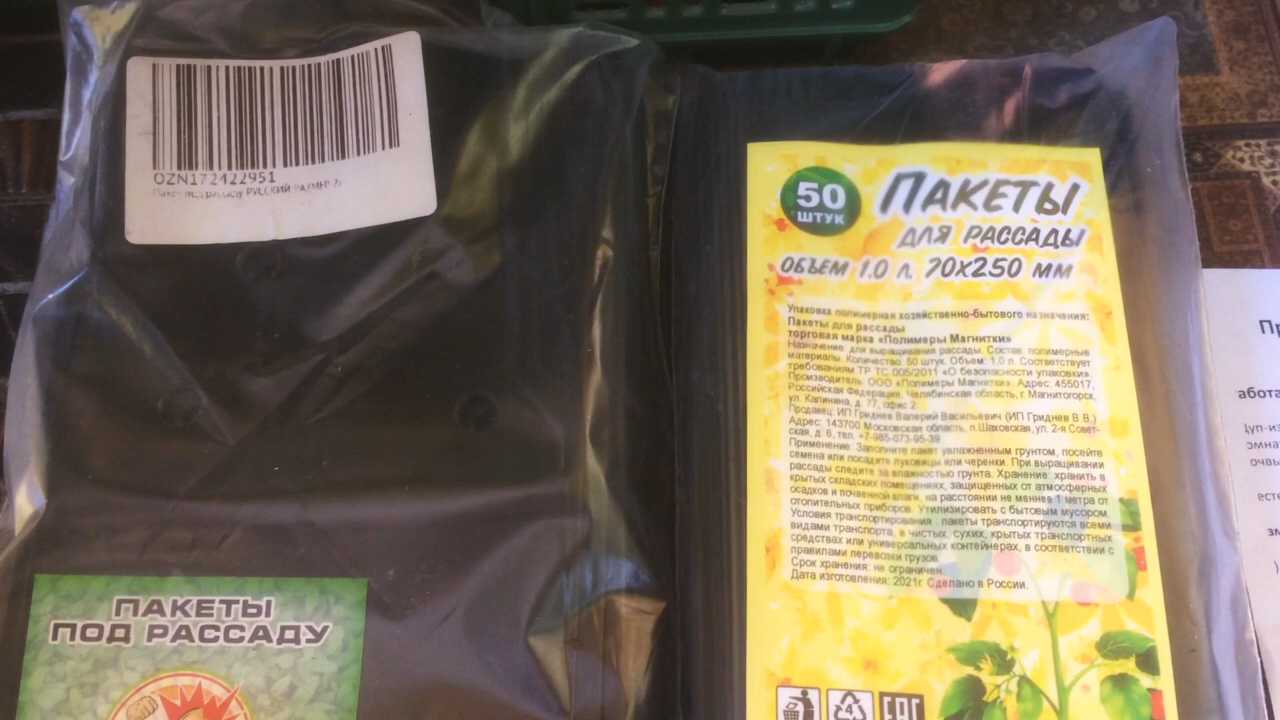 OZN172422951
Пакет под рассаду РУССКИЙ РАЗМЕР
ПАКЕТЫ
ПОД РАССАДУ
50
ШТУК
ПАКЕТЫ
ДЛЯ РАССАДЫ
ОБЪЕМ 1.0 л. 70х250 мм
Упаковка полимерная хозяйственно-бытового назначения:
Пакеты для рассады
торговая марка «Полимеры Магнитки»
Назначение: для выращивания рассады. Состав: полимерные
материалы. Количество: 50 штук. Объем: 1,0 л. Соответствует
требованиям ТР ТС 005/2011 «О безопасности упаковки».
Производитель: ООО «Полимеры Магнитки». Адрес: 455017,
Российская Федерация, Челябинская область, г. Магнитогорск,
ул. Калинина, д. 77, офис 2.
Продавец: ИП Гриднев Валерий Васильевич (ИП Гриднев В.В.)
Адрес: 143700 Московская область, п.Шаховская, ул. 2-я Совет-
ская, д. 6, тел. +7-985-073-95-39
Применение: Заполните пакет увлажненным грунтом, посейте
семена или посадите луковицы или черенки. При выращивании
рассады следите за влажностью грунта. Хранение: хранить в
крытых складских помещениях, защищенных от атмосферных
осадков и почвенной влаги, на расстоянии не меннее 1 метра от
отопительных приборов. Утилизировать с бытовым мусором.
Условия транспортирования : пакеты транспортируются всеми
видами транспорта, в чистых, сухих, крытых транспортных
средствах или универсальных контейнерах, в соответствии с
правилами перевозки грузов.
Срок хранения: не ограничен.
Дата изготовления: 2021г. Сделано в России.
4
ЕАС